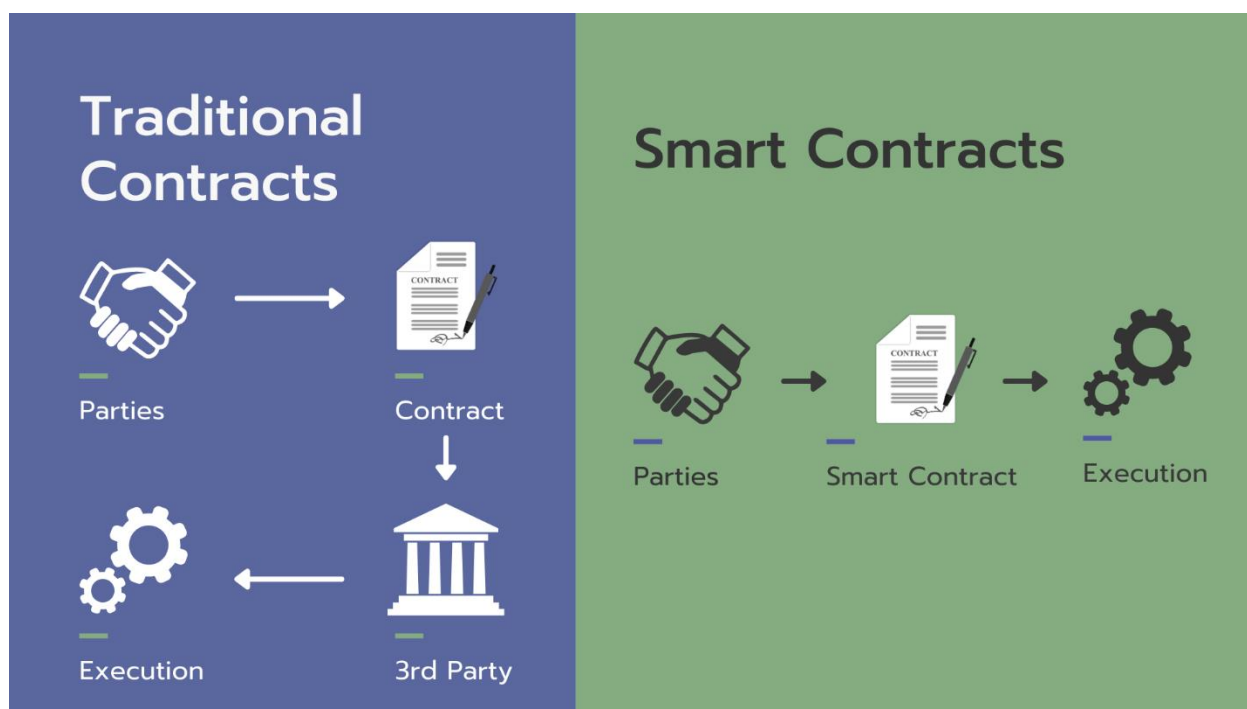 Traditional
Contracts
CONTRACT
Parties
Contract
Execution
3rd Party
Smart Contracts
CONTRACT
Parties
Smart Contract
Execution